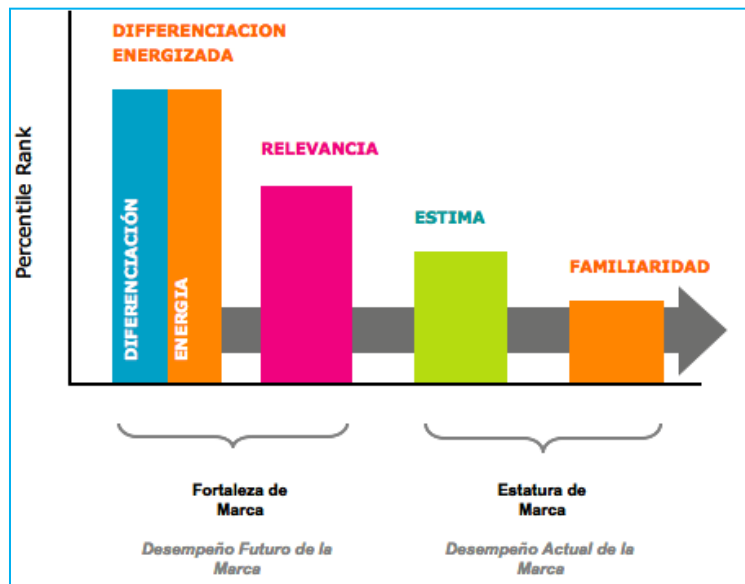 DIFFERENCIACION
ENERGIZADA
RELEVANCIA
ESTIMA
FAMILIARIDAD
Percentile Rank
DIFERENCIACIÓN
ENERGIA
Fortaleza de
Marca
Estatura de
Marca
Desempeño Futuro de la
Marca
Desempeño Actual de la
Marca